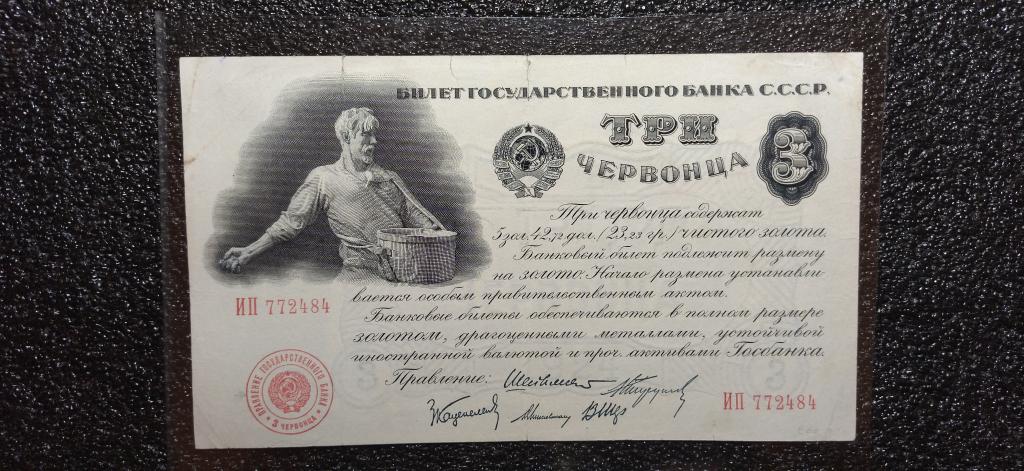 БИЛЕТ ГОСУДАРСТВЕННОГО БАНКА С.С.С.Р.
ТРИ
ЧЕРВОНЦА
3
Три червонца содержат
5 зол. 42,72 дол. (23,23 гр.) чистого золота.
Банковый билет подлежит размену
на золото. Начало размена устанавли-
вается особым правительственным актом.
Банковые билеты обеспечиваются в полном размере
золотом, драгоценными металлами, устойчивой
иностранной валютой и проч. активами Госбанка.
Правление:
ИП 772484
ИП 772484
ПРАВЛЕНИЕ ГОСУДАРСТВЕННОГО БАНКА
3 ЧЕРВОНЦА